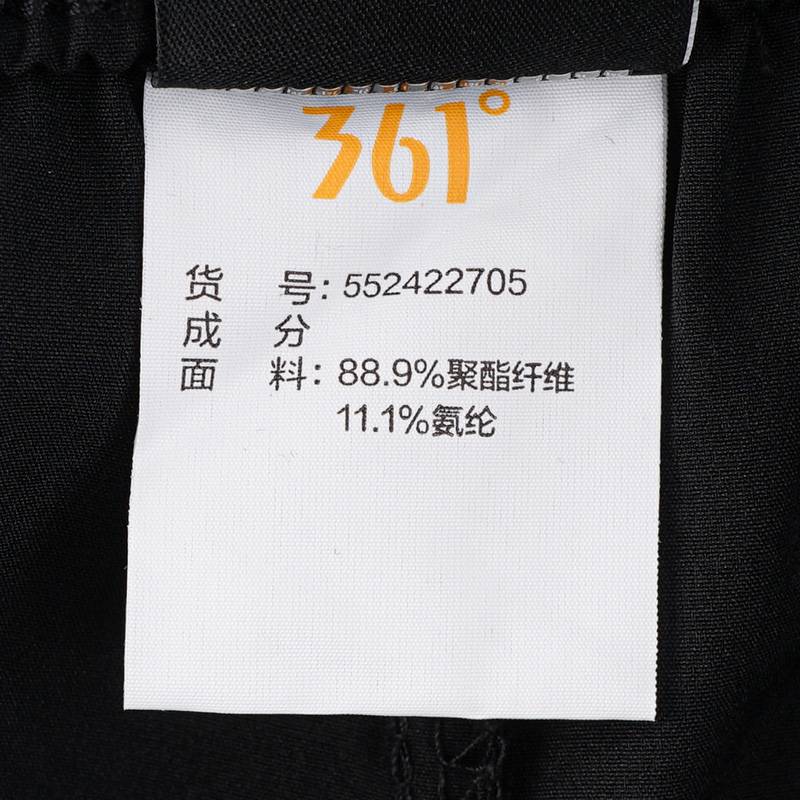 361°
货 号: 552422705
成 分
面 料: 88.9%聚酯纤维
11.1%氨纶